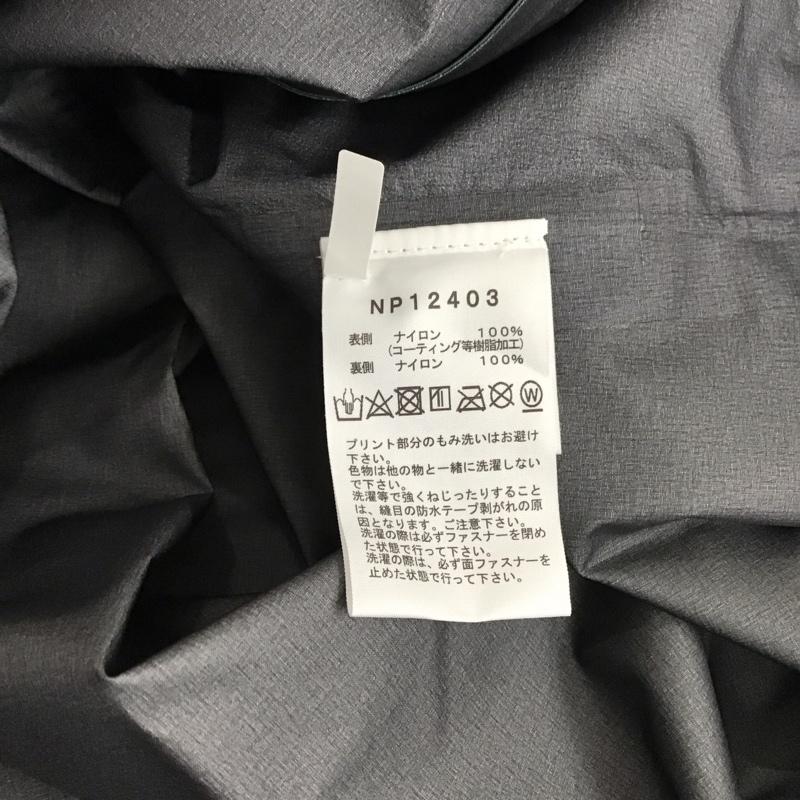 NP12403
表側 ナイロン 100%
(コーティング等樹脂加工)
裏側 ナイロン 100%
W
プリント部分のもみ洗いはお避け
下さい。
色物は他の物と一緒に洗濯しない
で下さい。
洗濯等で強くねじったりすること
は、縫目の防水テープ剥がれの原
因となります。ご注意下さい。
洗濯の際は必ずファスナーを閉め
た状態で行って下さい。
洗濯の際は、必ず面ファスナーを
止めた状態で行って下さい。